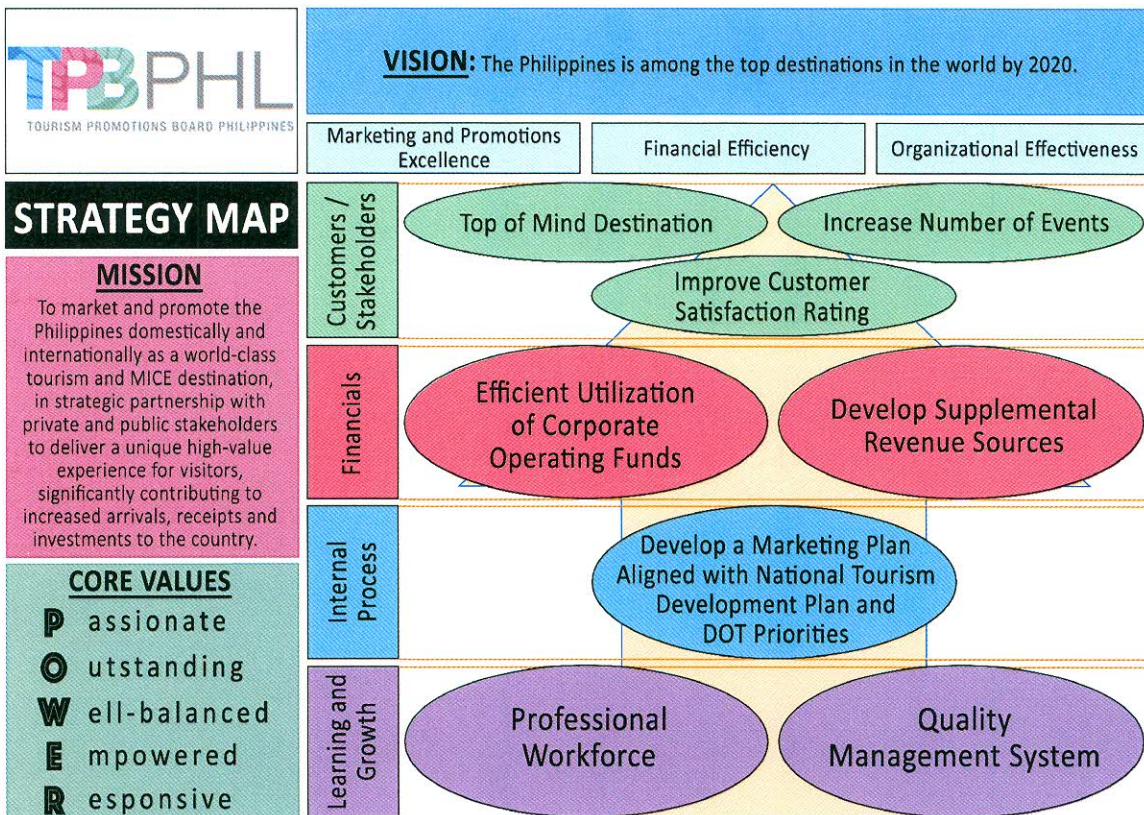 TPBPHL
TOURISM PROMOTIONS BOARD PHILIPPINES
VISION: The Philippines is among the top destinations in the world by 2020.
Marketing and Promotions
Excellence
Financial Efficiency
Organizational Effectiveness
STRATEGY MAP
MISSION
To market and promote the
Philippines domestically and
internationally as a world-class
tourism and MICE destination,
in strategic partnership with
private and public stakeholders
to deliver a unique high-value
experience for visitors,
significantly contributing to
increased arrivals, receipts and
investments to the country.
CORE VALUES
P assionate
O utstanding
W ell-balanced
E mpowered
R esponsive
Customers /
Stakeholders
Top of Mind Destination
Increase Number of Events
Improve Customer
Satisfaction Rating
Financials
Efficient Utilization
of Corporate
Operating Funds
Develop Supplemental
Revenue Sources
Internal
Process
Develop a Marketing Plan
Aligned with National Tourism
Development Plan and
DOT Priorities
Learning and
Growth
Professional
Workforce
Quality
Management System